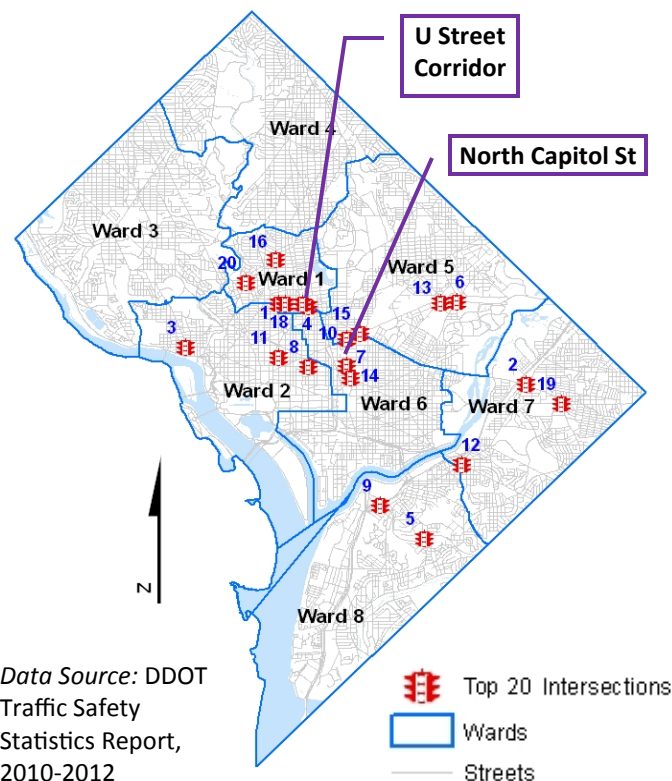 U Street
Corridor
Ward 4
North Capitol St
Ward 3
16
20
Ward 1
Ward 5
13 6
1
18
4
15
10
3
11
8
7
14
2
19
Ward 2
Ward 6
Ward 7
12
9
5
N
Ward 8
Data Source: DDOT
Traffic Safety
Statistics Report,
2010-2012
Top 20 Intersections
Wards
Streets